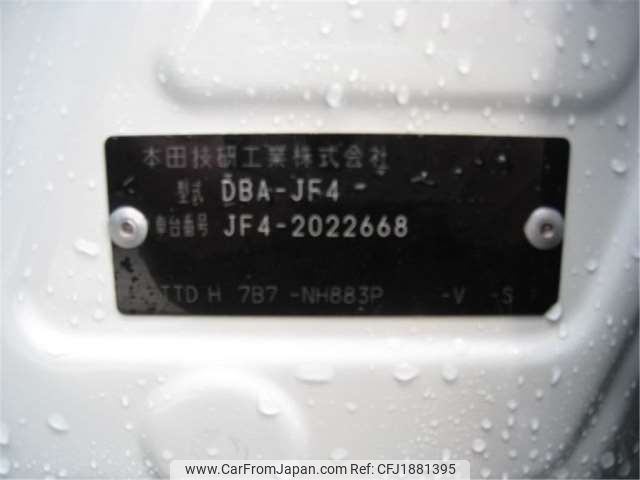 本田技研工業株式会社
型式 DBA-JF4
車台番号 JF4-2022668
TTD H 7B7 -NH883P -V -S
www.CarFromJapan.com | REF-ID: CFJ1881395